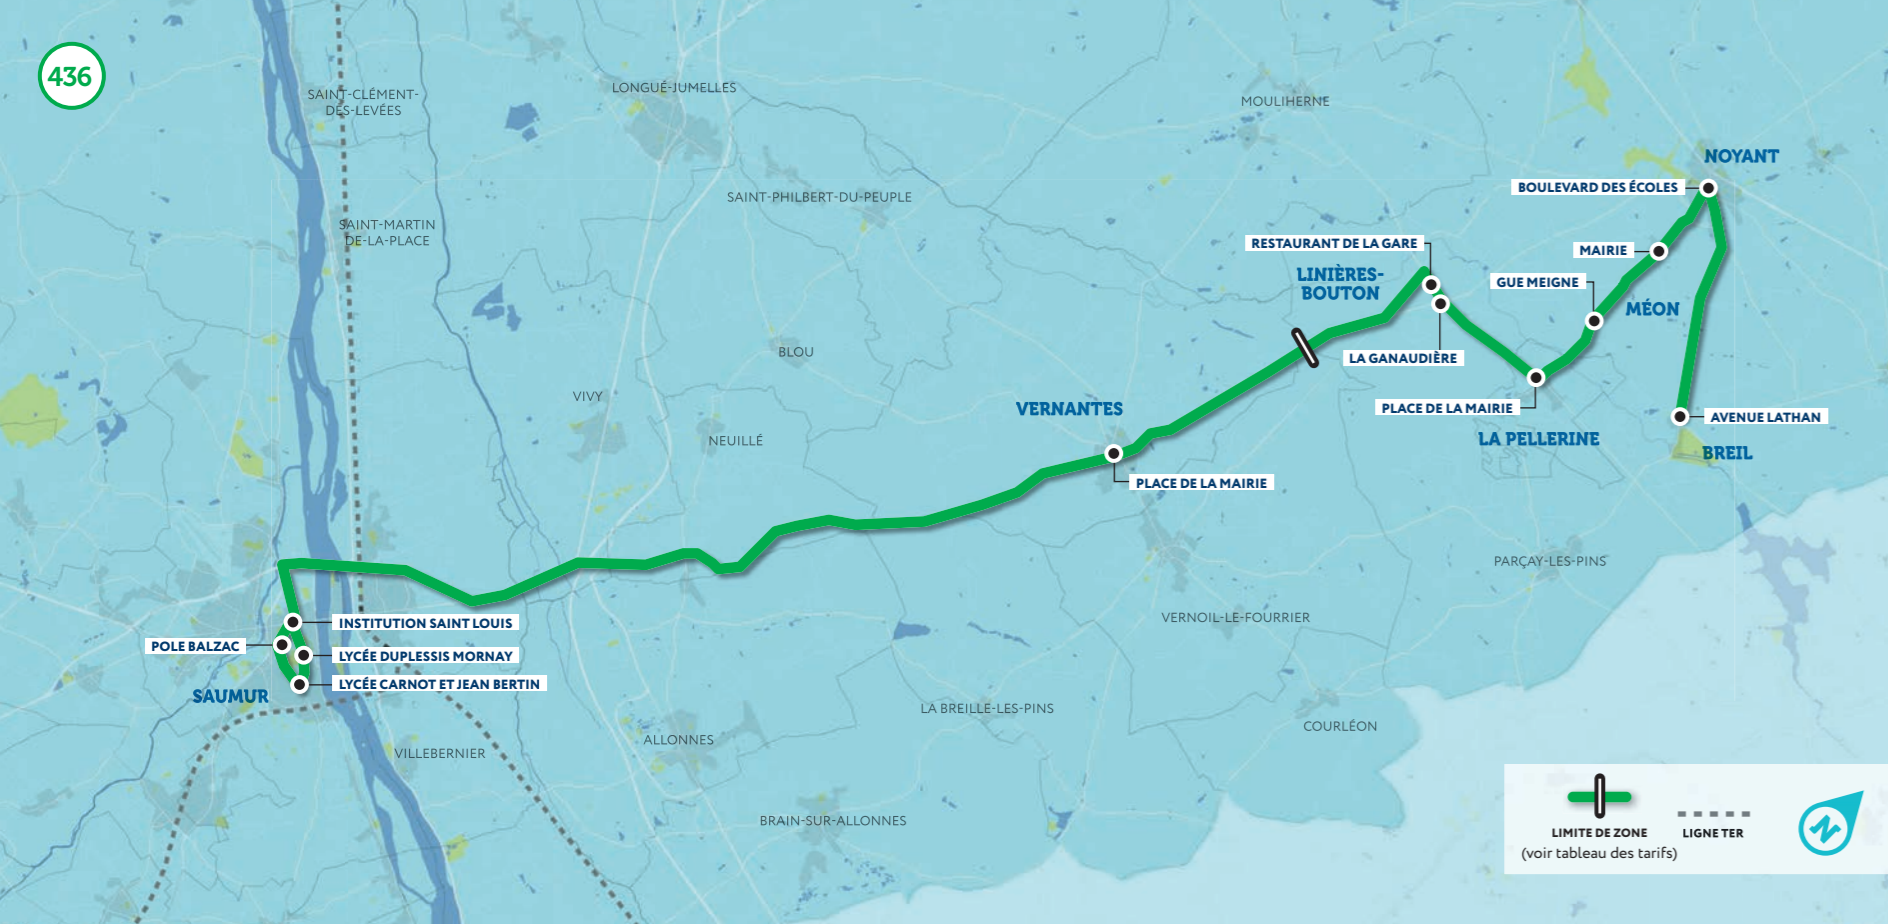 436
SAINT-CLÉMENT-
DES-LEVÉES
LONGUÉ-JUMELLES
MOULIHERNE
NOYANT
BOULEVARD DES ÉCOLES
SAINT-PHILBERT-DU-PEUPLE
SAINT-MARTIN
DE-LA-PLACE
RESTAURANT DE LA GARE
MAIRIE
LINIÈRES-
BOUTON
GUE MEIGNE
MÉON
BLOU
LA GANAUDIÈRE
VIVY
VERNANTES
PLACE DE LA MAIRIE
AVENUE LATHAN
NEUILLÉ
LA PELLERINE
BREIL
PLACE DE LA MAIRIE
PARÇAY-LES-PINS
VERNOIL-LE-FOURRIER
INSTITUTION SAINT LOUIS
POLE BALZAC
LYCÉE DUPLESSIS MORNAY
LYCÉE CARNOT ET JEAN BERTIN
SAUMUR
LA BREILLE-LES-PINS
COURLÉON
ALLONNES
VILLEBERNIER
BRAIN-SUR-ALLONNES
LIMITE DE ZONE
(voir tableau des tarifs)
LIGNE TER
N